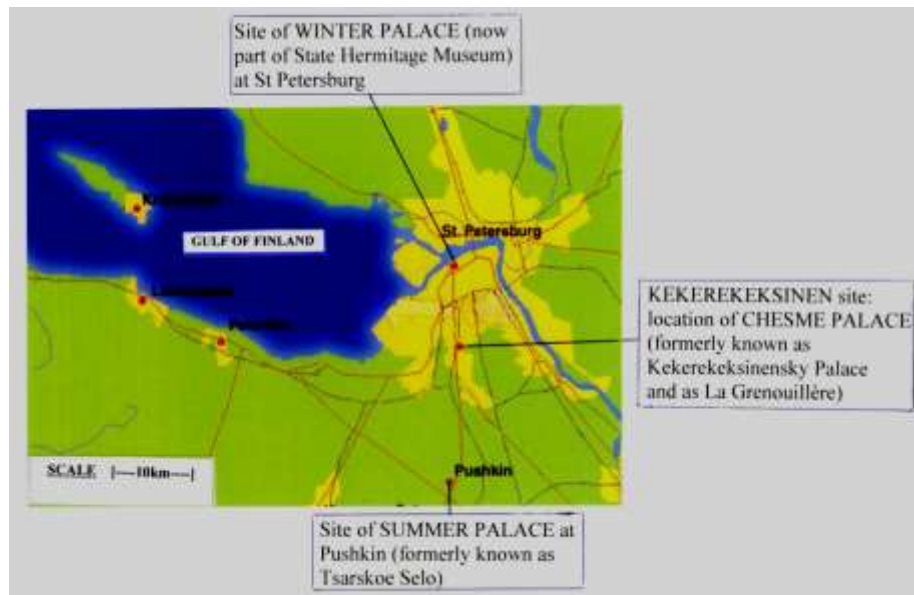 Site of WINTER PALACE (now
part of State Hermitage Museum)
at St Petersburg
St. Petersburg
GULF OF FINLAND
KEKEREKEKSINEN site:
location of CHESME PALACE
(formerly known as
Kekerekeksinensky Palace
and as La Grenouillère)
SCALE |----10km----|
Pushkin
Site of SUMMER PALACE at
Pushkin (formerly known as
Tsarskoe Selo)